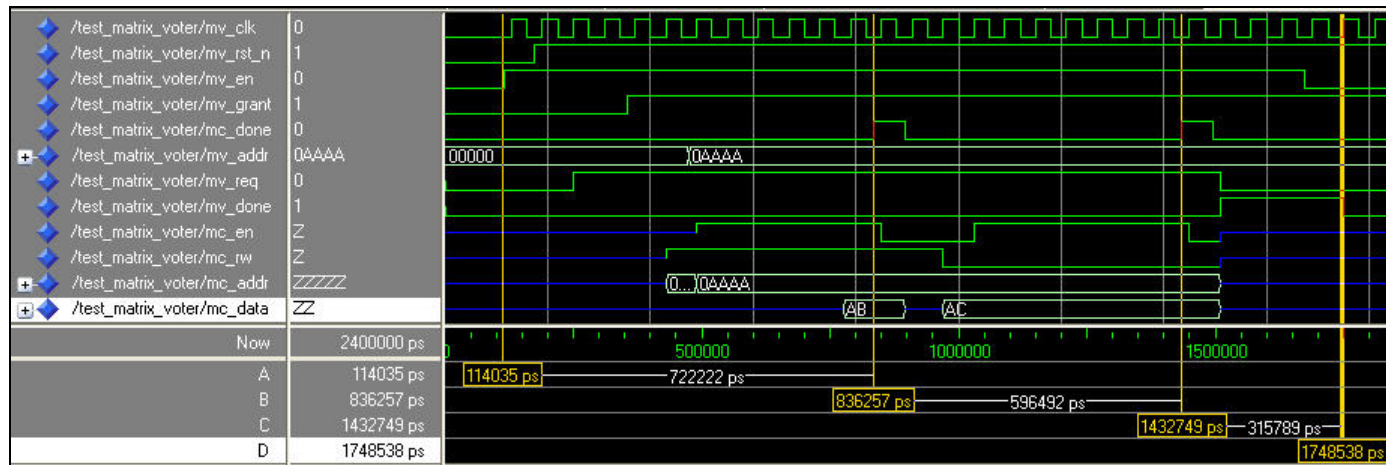 /test_matrix_voter/mv_clk 0
/test_matrix_voter/mv_rst_n 1
/test_matrix_voter/mv_en 0
/test_matrix_voter/mv_grant 1
/test_matrix_voter/mc_done 0
/test_matrix_voter/mv_addr 0AAAA 00000 0AAAA
/test_matrix_voter/mv_req 0
/test_matrix_voter/mv_done 1
/test_matrix_voter/mc_en Z
/test_matrix_voter/mc_rw Z
/test_matrix_voter/mc_addr ZZZZZ 0... 0AAAA
/test_matrix_voter/mc_data ZZ AB AC
Now 2400000 ps 500000 1000000 1500000
A 114035 ps 114035 ps 722222 ps
B 836257 ps 836257 ps 596492 ps
C 1432749 ps 1432749 ps 315789 ps
D 1748538 ps 1748538 ps